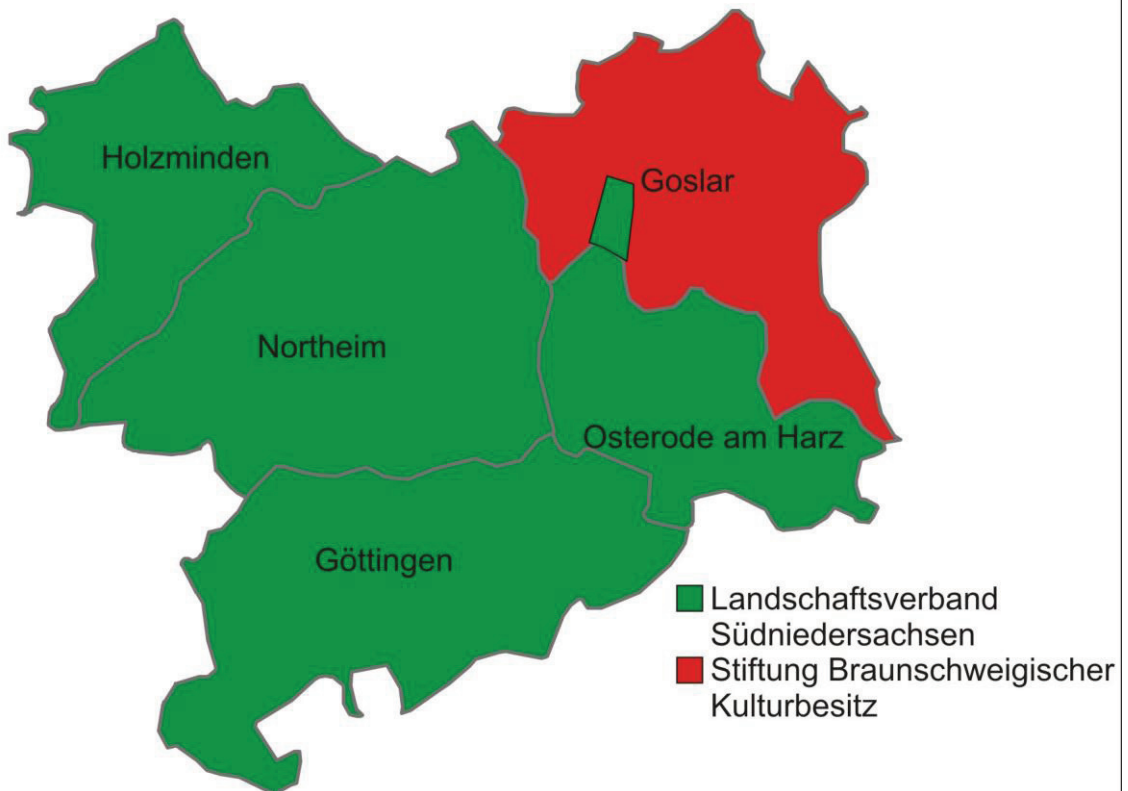 Holzminden
Goslar
Northeim
Osterode am Harz
Göttingen
Landschaftsverband
Südniedersachsen
Stiftung Braunschweigischer
Kulturbesitz